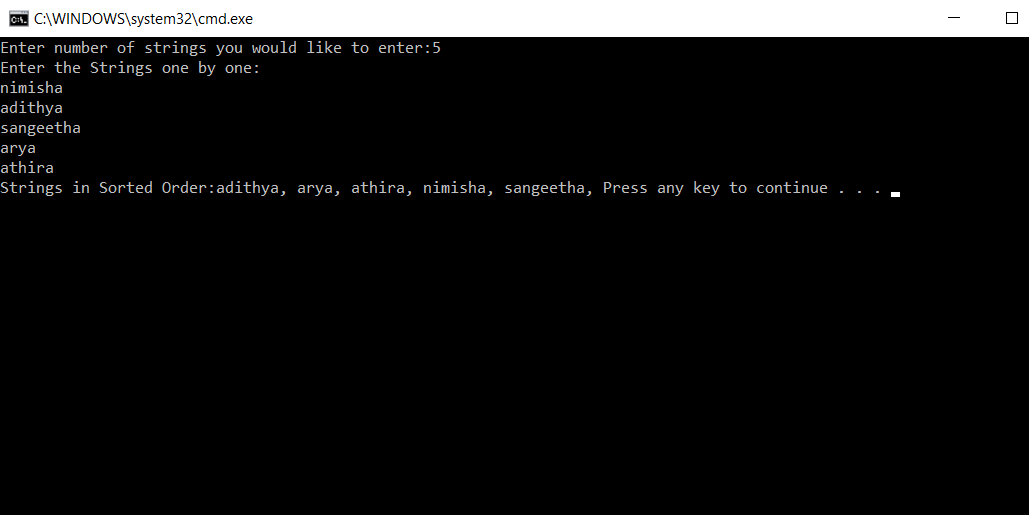 C:\WINDOWS\system32\cmd.exe
Enter number of strings you would like to enter:5
Enter the Strings one by one:
nimisha
adithya
sangeetha
arya
athira
Strings in Sorted Order:adithya, arya, athira, nimisha, sangeetha, Press any key to continue . . .